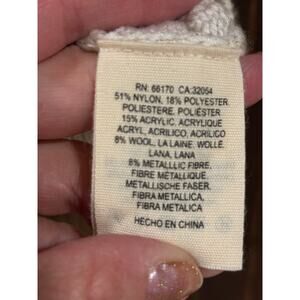 RN: 66170 CA:32054
51% NYLON, 18% POLYESTER
POLIESTERE, POLIÉSTER
15% ACRYLIC, ACRYLIQUE
ACRYL, ACRILICO, ACRILICO
8% WOOL, LA LAINE, WOLLE,
LANA, LANA
8% METALLIC FIBRE,
FIBRE METALLIQUE,
METALLISCHE FASER,
FIBRA METALLICA,
FIBRA METALICA
HECHO EN CHINA